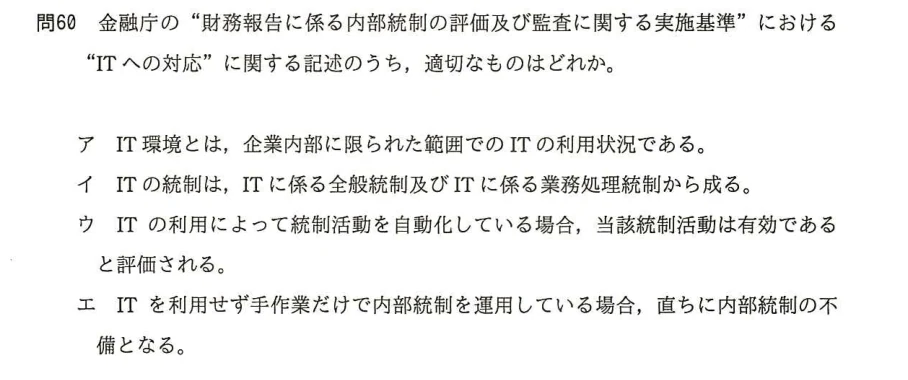 問60 金融庁の“財務報告に係る内部統制の評価及び監査に関する実施基準”における
“ITへの対応”に関する記述のうち，適切なものはどれか。
ア IT環境とは，企業内部に限られた範囲でのITの利用状況である。
イ ITの統制は，ITに係る全般統制及びITに係る業務処理統制から成る。
ウ ITの利用によって統制活動を自動化している場合，当該統制活動は有効である
と評価される。
エ ITを利用せず手作業だけで内部統制を運用している場合，直ちに内部統制の不
備となる。